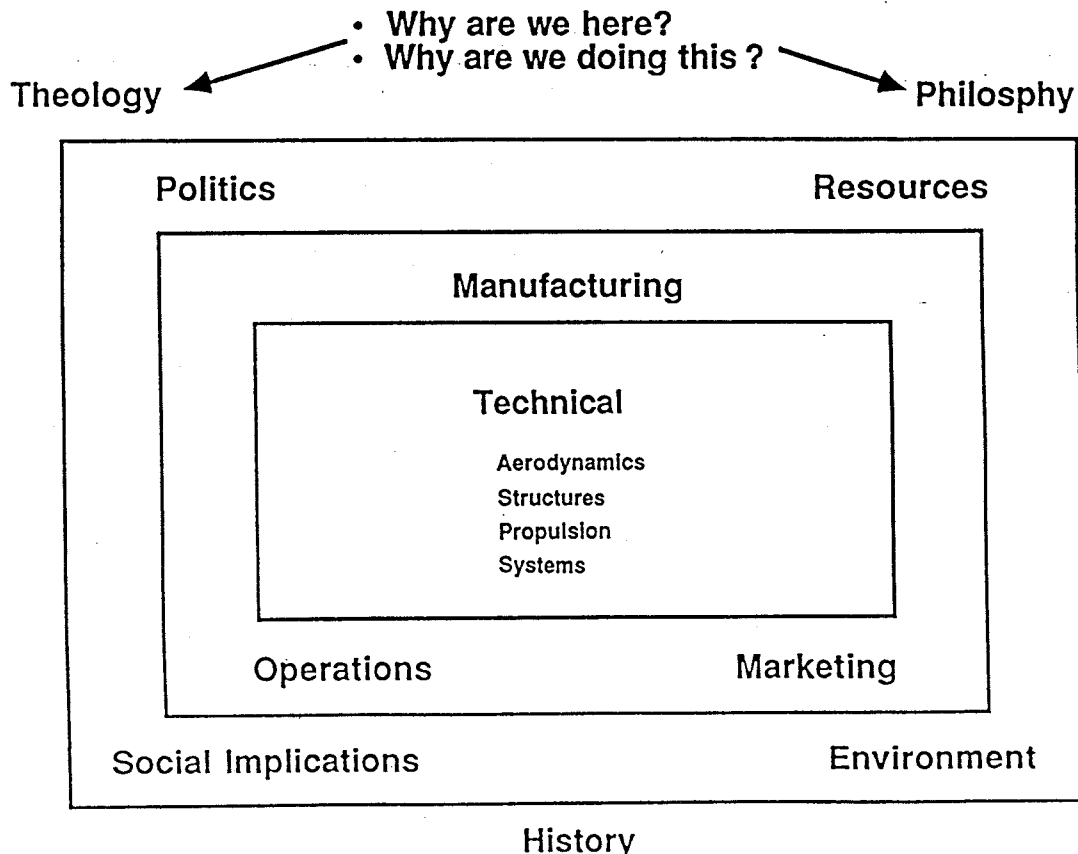 • Why are we here?
• Why are we doing this ?
Theology
Philosphy
Politics
Resources
Manufacturing
Technical
Aerodynamics
Structures
Propulsion
Systems
Operations
Marketing
Social Implications
Environment
History